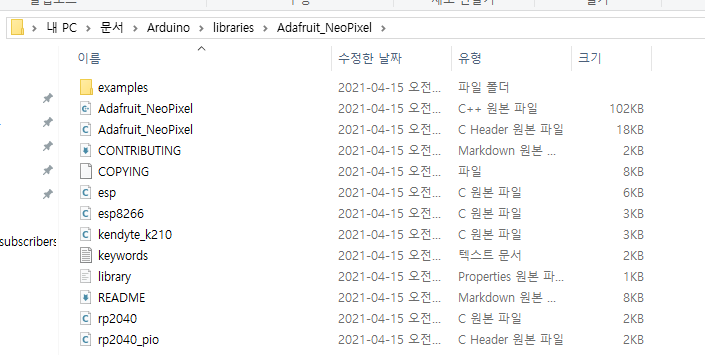 내 PC > 문서 > Arduino > libraries > Adafruit_NeoPixel >
이름 수정한 날짜 유형 크기
examples 2021-04-15 오전... 파일 폴더
Adafruit_NeoPixel 2021-04-15 오전... C++ 원본 파일 102KB
Adafruit_NeoPixel 2021-04-15 오전... C Header 원본 파일 18KB
CONTRIBUTING 2021-04-15 오전... Markdown 원본 ... 2KB
COPYING 2021-04-15 오전... 파일 8KB
esp 2021-04-15 오전... C 원본 파일 6KB
esp8266 2021-04-15 오전... C 원본 파일 3KB
kendyte_k210 2021-04-15 오전... C 원본 파일 3KB
subscribers
keywords 2021-04-15 오전... 텍스트 문서 2KB
library 2021-04-15 오전... Properties 원본 파... 1KB
README 2021-04-15 오전... Markdown 원본 ... 8KB
rp2040 2021-04-15 오전... C 원본 파일 2KB
rp2040_pio 2021-04-15 오전... C Header 원본 파일 2KB